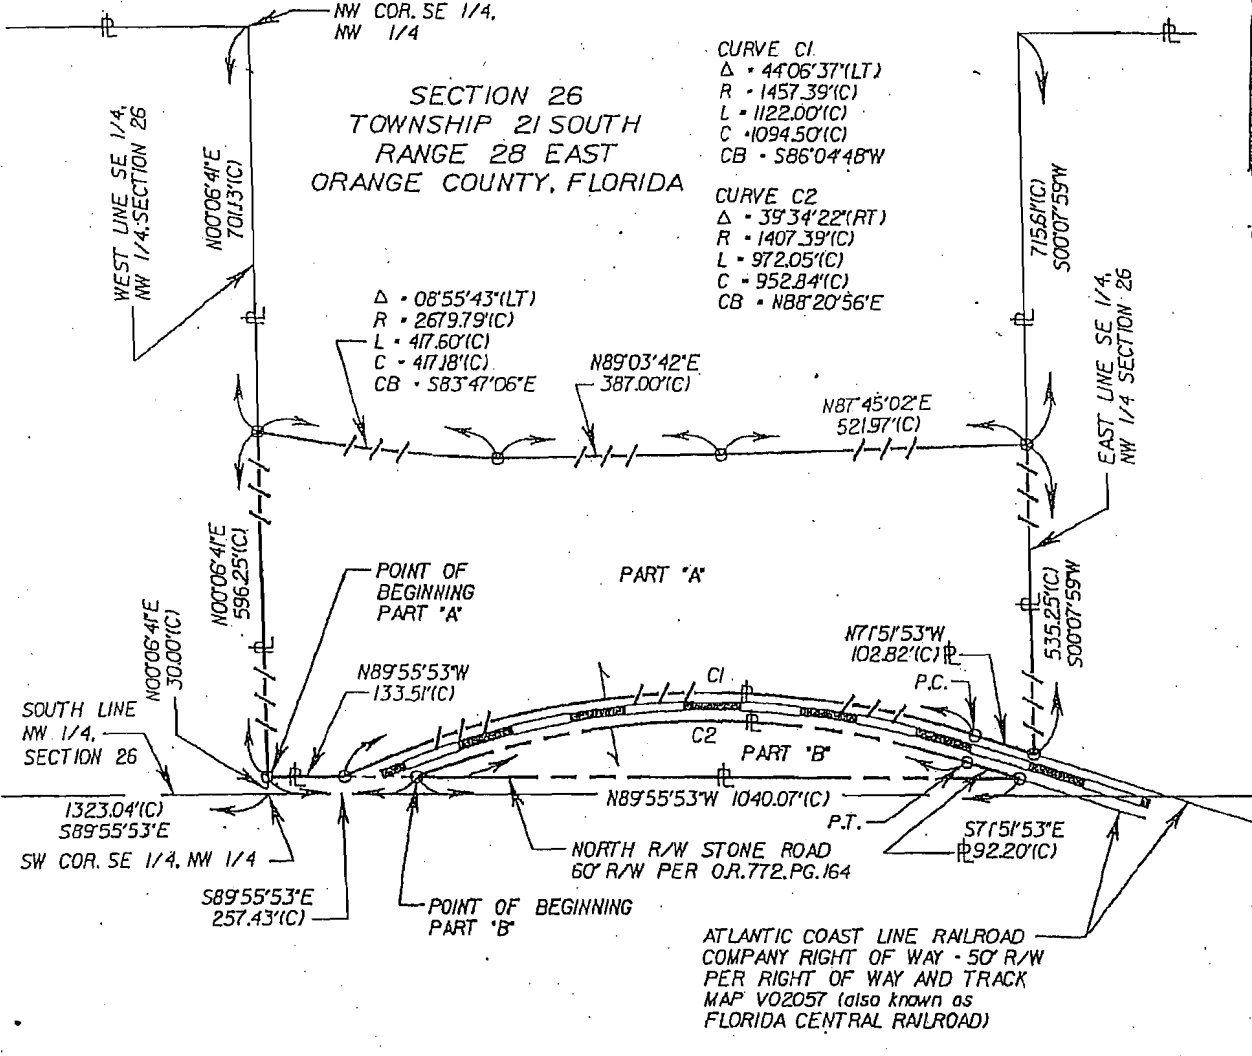 NW COR. SE 1/4,
NW 1/4
SECTION 26
TOWNSHIP 21 SOUTH
RANGE 28 EAST
ORANGE COUNTY, FLORIDA
CURVE C1
Δ = 44°06'37"(LT)
R = 1457.39'(C)
L = 1122.00'(C)
C = 1094.50'(C)
CB = S86°04'48"W
CURVE C2
Δ = 39°34'22"(RT)
R = 1407.39'(C)
L = 972.05'(C)
C = 952.84'(C)
CB = N88°20'56"E
WEST LINE SE 1/4,
NW 1/4, SECTION 26
N00°06'41"E
701.13'(C)
715.61'(C)
S00°07'59"W
EAST LINE SE 1/4,
NW 1/4 SECTION 26
Δ = 08°55'43"(LT)
R = 2679.79'(C)
L = 417.60'(C)
C = 417.18'(C)
CB = S83°47'06"E
N89°03'42"E
387.00'(C)
N87°45'02"E
521.97'(C)
N00°06'41"E
596.25'(C)
POINT OF
BEGINNING
PART "A"
PART "A"
N71°51'53"W
102.82'(C)
P.C.
535.25'(C)
S00°07'59"W
N00°06'41"E
30.00'(C)
N89°55'53"W
133.51'(C)
C1
C2
PART "B"
SOUTH LINE
NW 1/4,
SECTION 26
1323.04'(C)
S89°55'53"E
SW COR. SE 1/4, NW 1/4
N89°55'53"W 1040.07'(C)
P.T.
S71°51'53"E
92.20'(C)
NORTH R/W STONE ROAD
60' R/W PER O.R.772,PG.164
S89°55'53"E
257.43'(C)
POINT OF BEGINNING
PART "B"
ATLANTIC COAST LINE RAILROAD
COMPANY RIGHT OF WAY - 50' R/W
PER RIGHT OF WAY AND TRACK
MAP V02057 (also known as
FLORIDA CENTRAL RAILROAD)